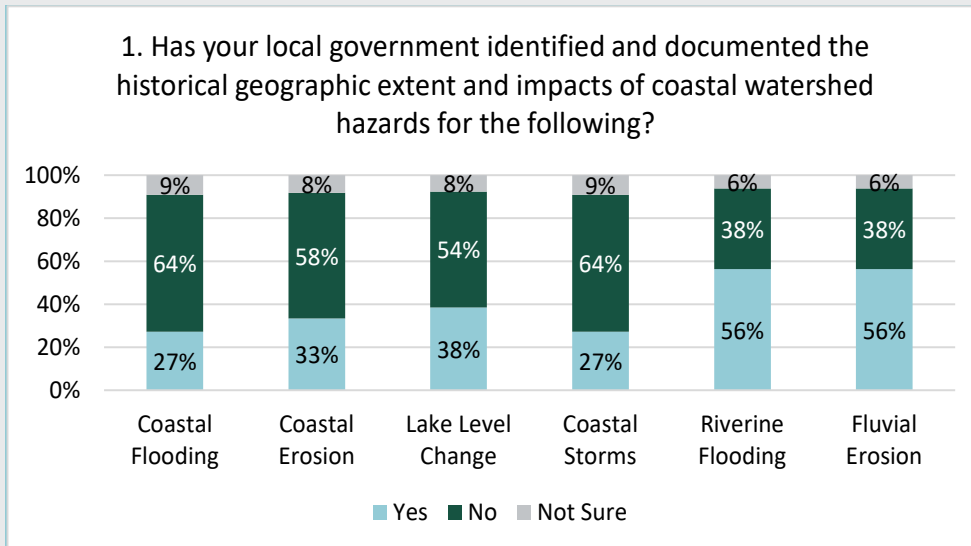 1. Has your local government identified and documented the
historical geographic extent and impacts of coastal watershed
hazards for the following?
100%
80%
60%
40%
20%
0%
9% 8% 8% 9% 6% 6%
64% 58% 54% 64% 38% 38%
27% 33% 38% 27% 56% 56%
Coastal Coastal Lake Level Coastal Riverine Fluvial
Flooding Erosion Change Storms Flooding Erosion
Yes No Not Sure